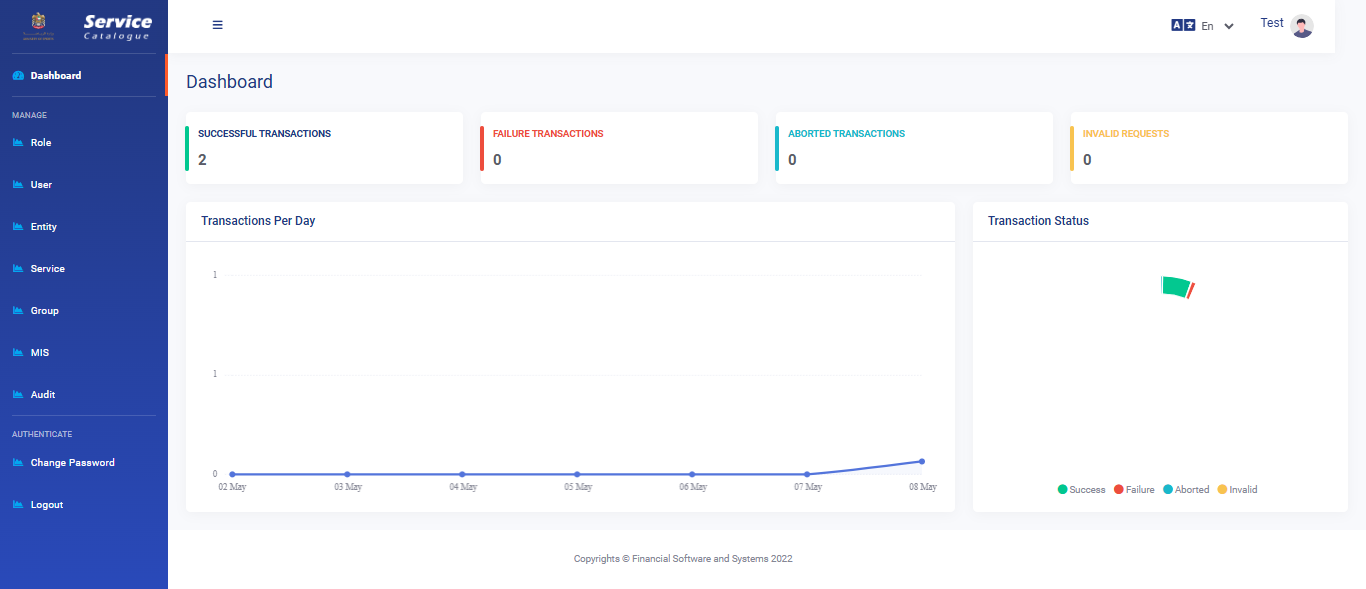 Service
Catalogue
En
Test
Dashboard
MANAGE
Role
User
Entity
Service
Group
MIS
Audit
AUTHENTICATE
Change Password
Logout
Dashboard
SUCCESSFUL TRANSACTIONS
2
FAILURE TRANSACTIONS
0
ABORTED TRANSACTIONS
0
INVALID REQUESTS
0
Transactions Per Day
1
1
0
02 May 03 May 04 May 05 May 06 May 07 May 08 May
Transaction Status
Success Failure Aborted Invalid
Copyrights © Financial Software and Systems 2022